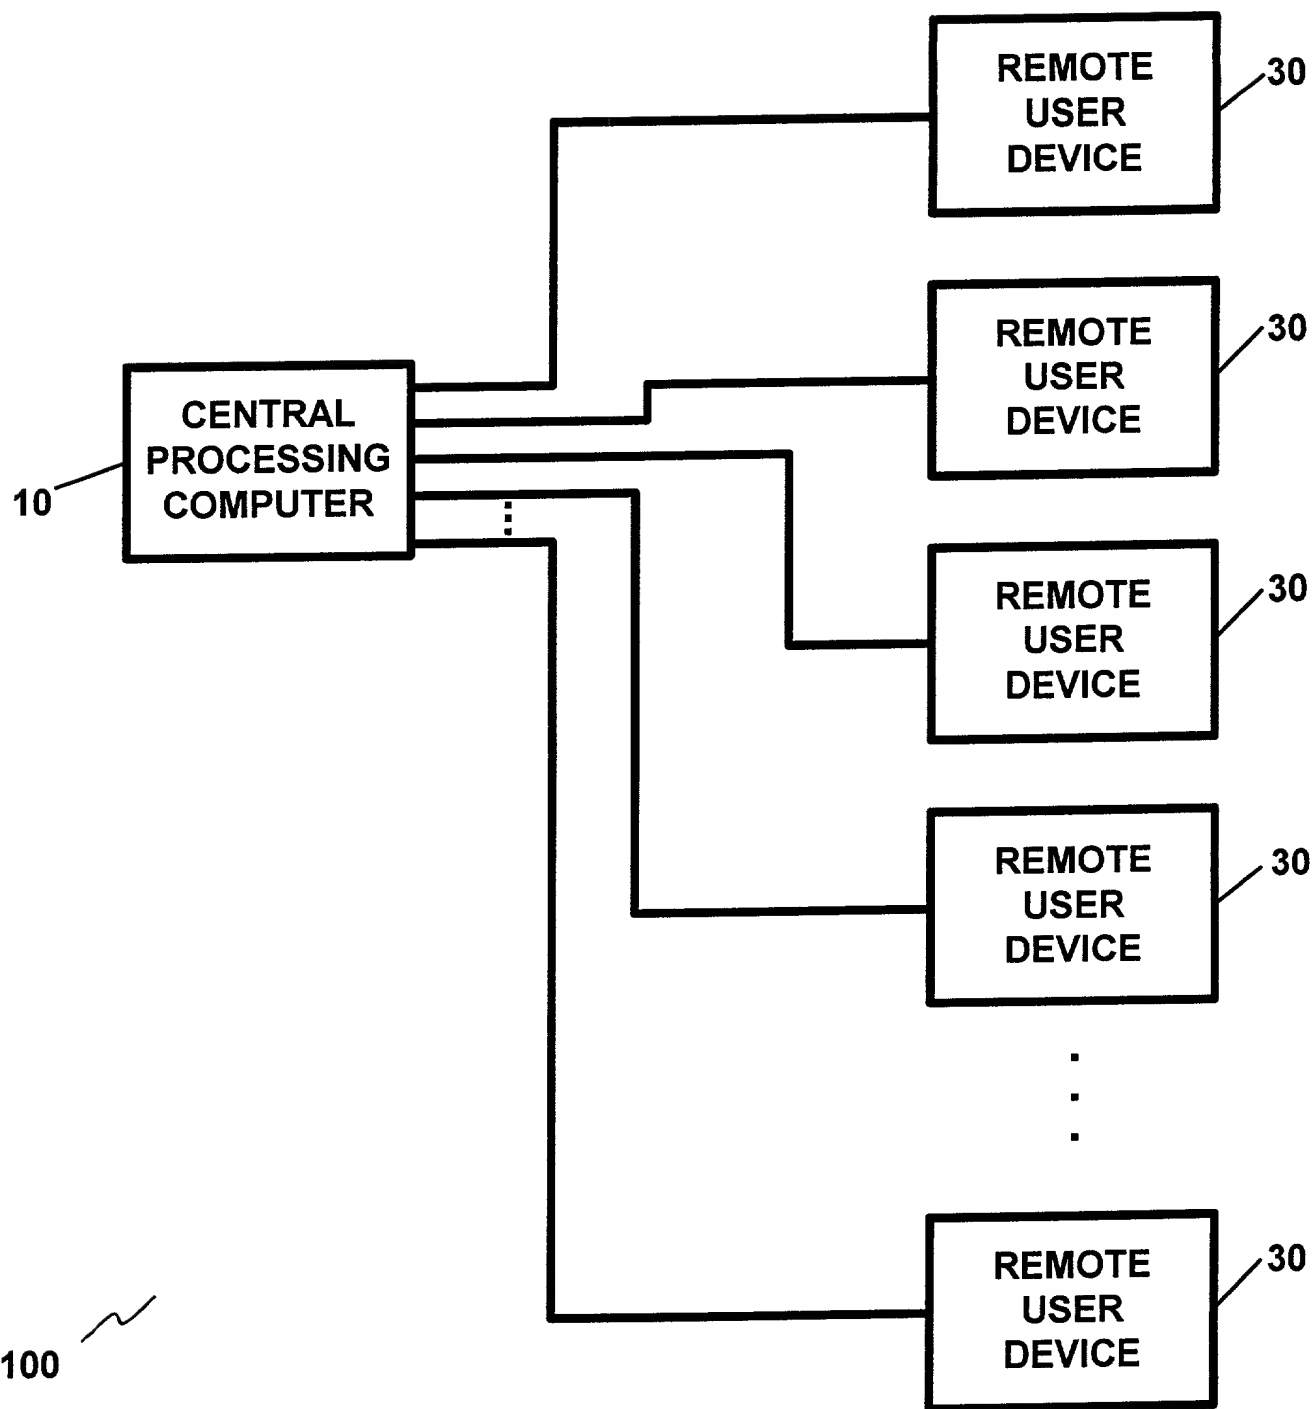 REMOTE
USER
DEVICE
30
REMOTE
USER
DEVICE
30
CENTRAL
PROCESSING
COMPUTER
10
REMOTE
USER
DEVICE
30
REMOTE
USER
DEVICE
30
REMOTE
USER
DEVICE
30
100